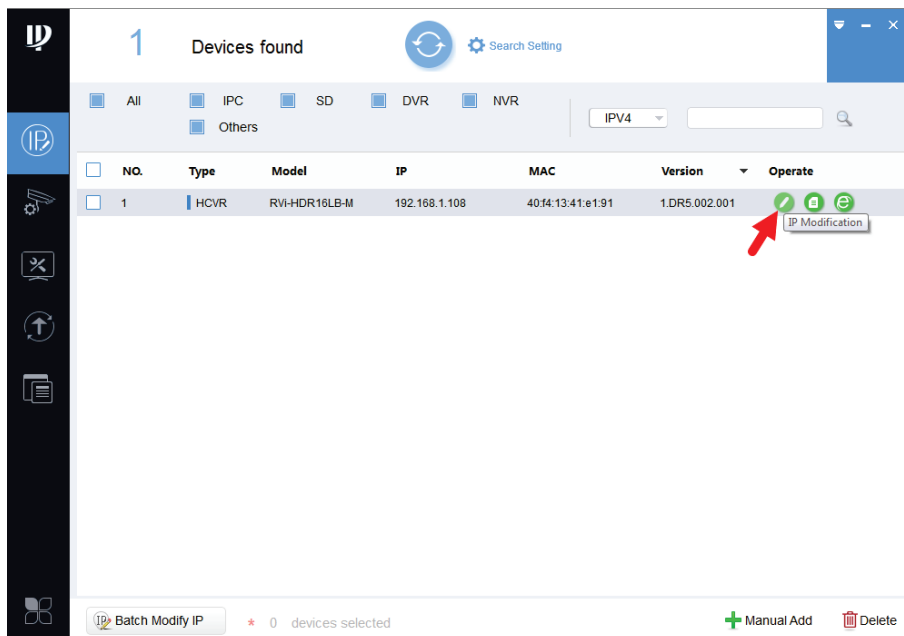 1 Devices found Search Setting
All IPC SD DVR NVR
Others
IPV4
IP
NO. Type Model IP MAC Version Operate
1 HCVR RVi-HDR16LB-M 192.168.1.108 40:f4:13:41:e1:91 1.DR5.002.001
IP Modification
IP Batch Modify IP * 0 devices selected Manual Add Delete